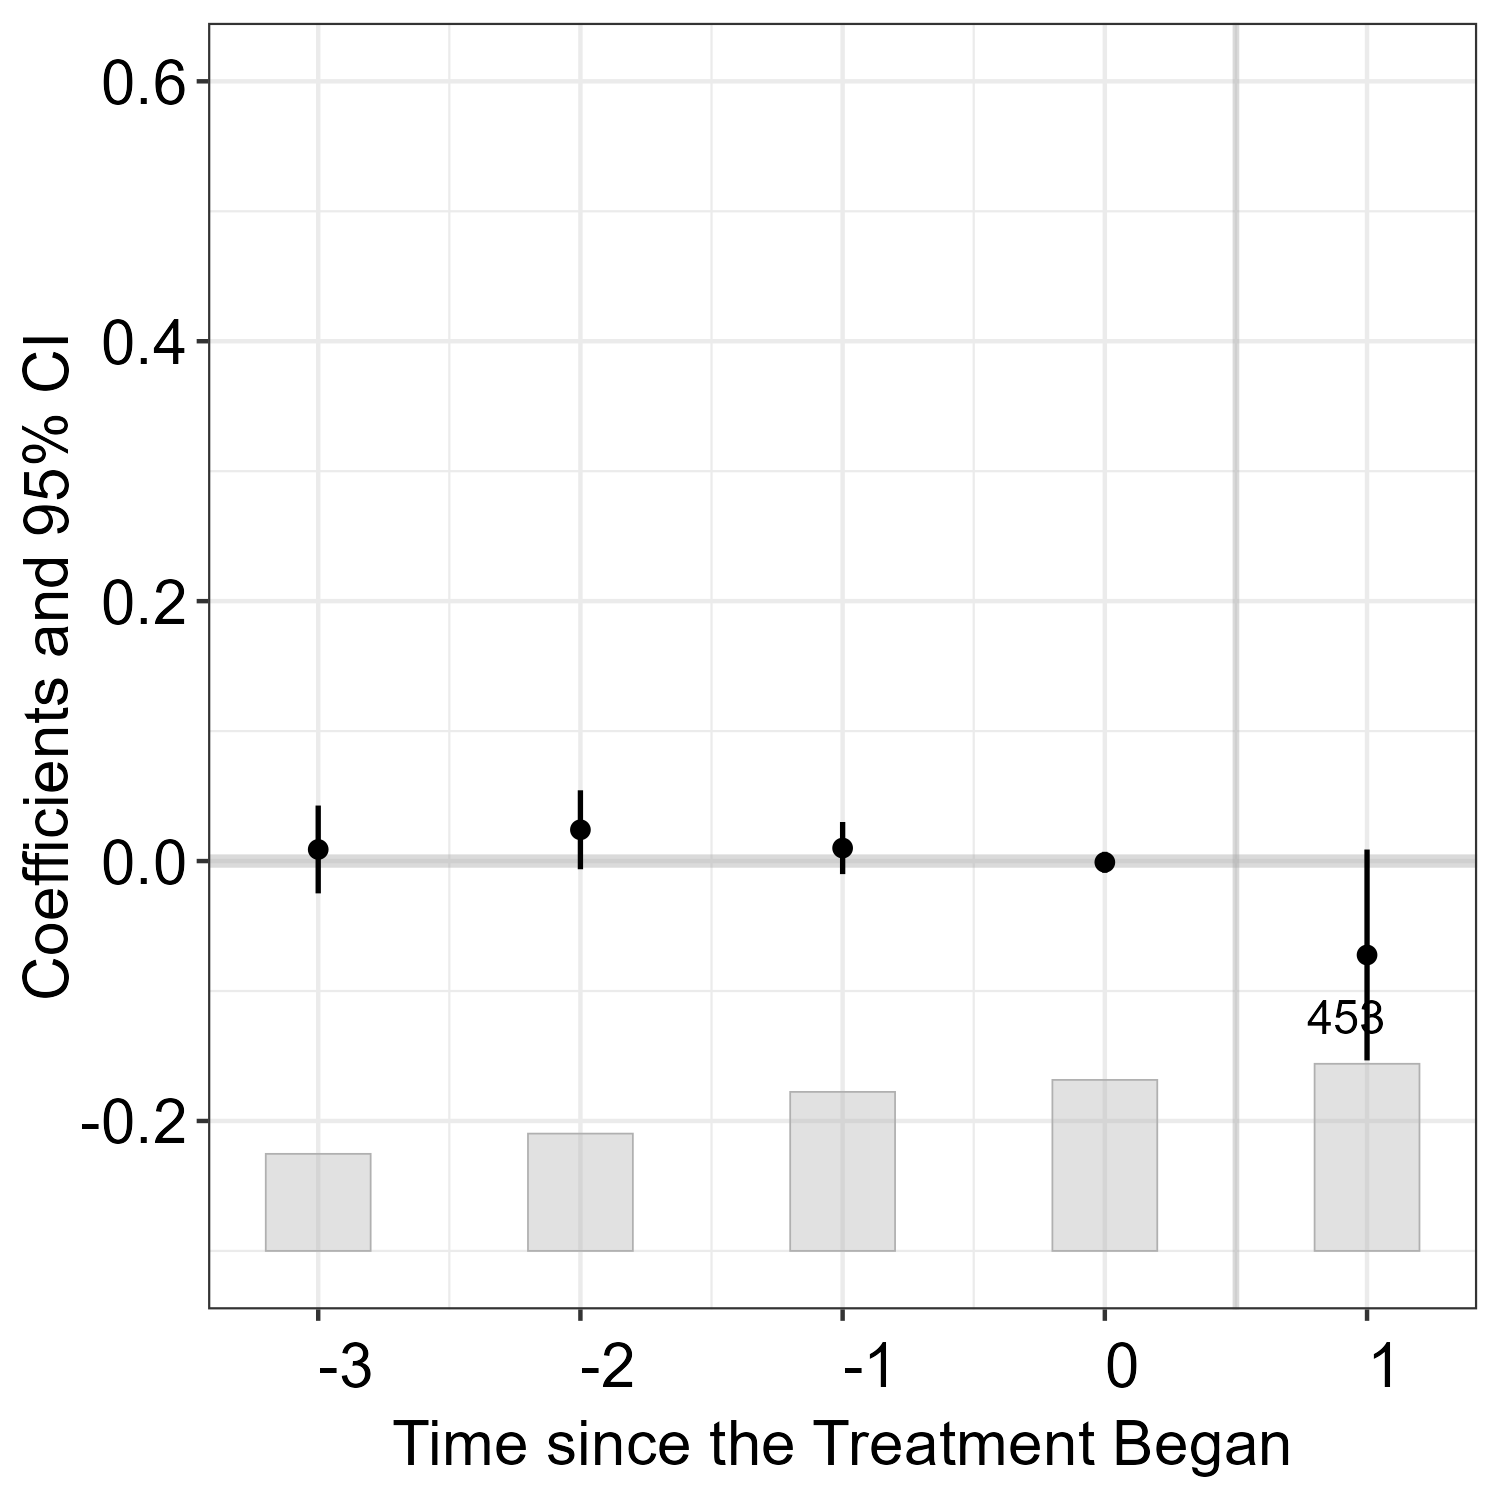 Coefficients and 95% CI
0.6
0.4
0.2
0.0
-0.2
453
-3 -2 -1 0 1
Time since the Treatment Began